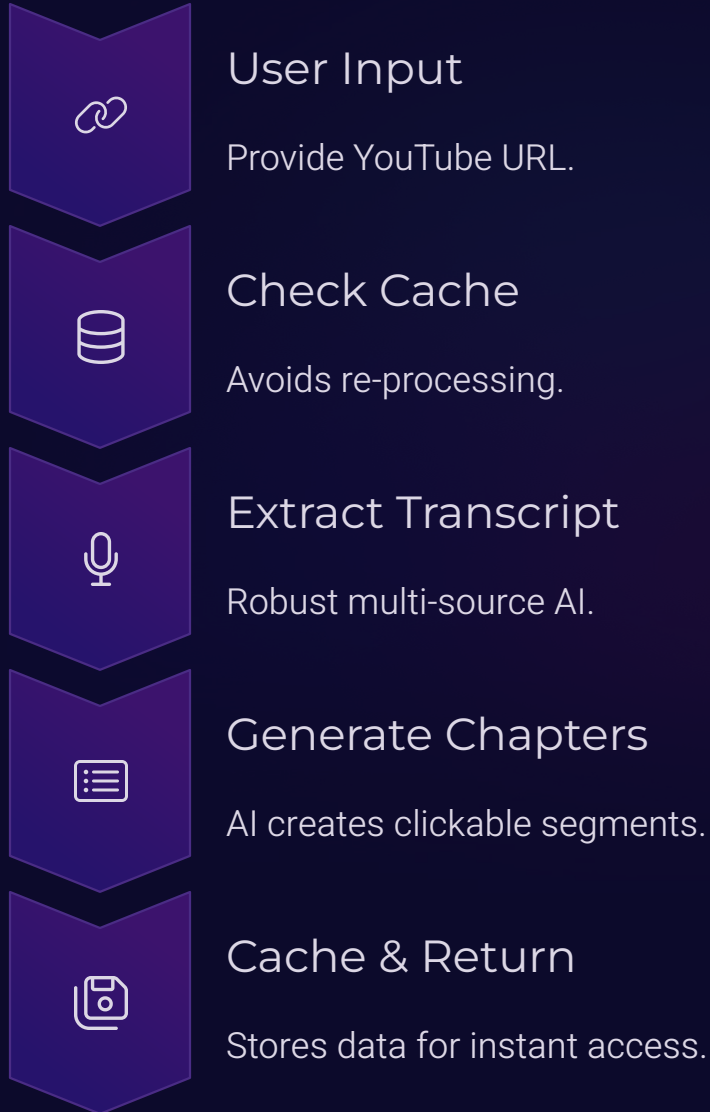 User Input
Provide YouTube URL.
Check Cache
Avoids re-processing.
Extract Transcript
Robust multi-source AI.
Generate Chapters
AI creates clickable segments.
Cache & Return
Stores data for instant access.